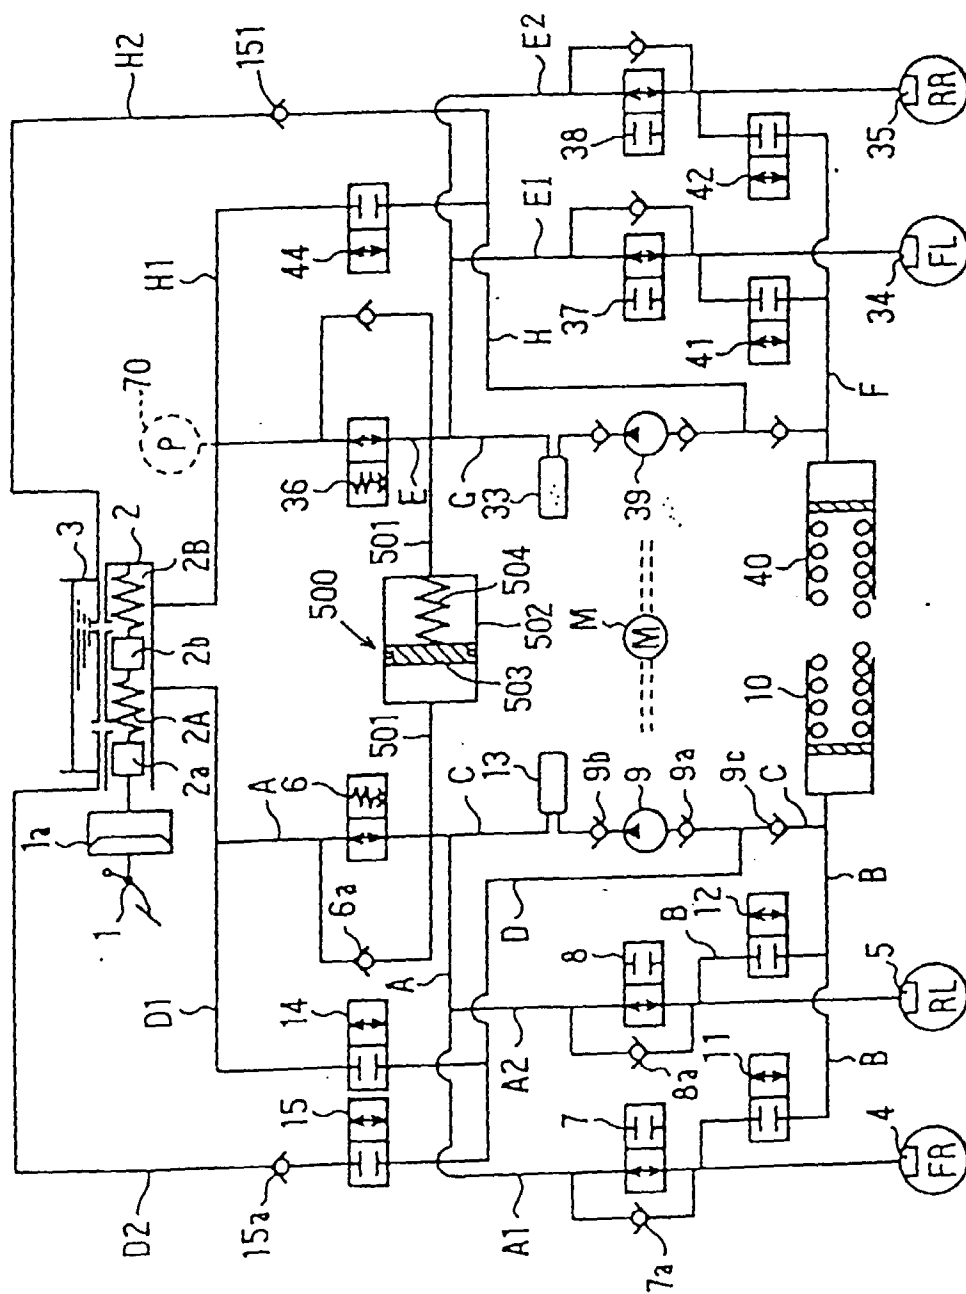 H2
151
E2
38
35
RR
42
E1
44
H1
37
34
FL
41
H
F
70
P
36
E
G
33
39
3
2
2B
501
504
40
500
502
M
M
2b
503
10
2A
501
2a
A
6
C
13
9b
9
9a
9c
C
1a
1
6a
D
B
12
B
A
8
5
RL
D1
14
A2
8a
11
B
15
7
4
FR
D2
15a
A1
7a